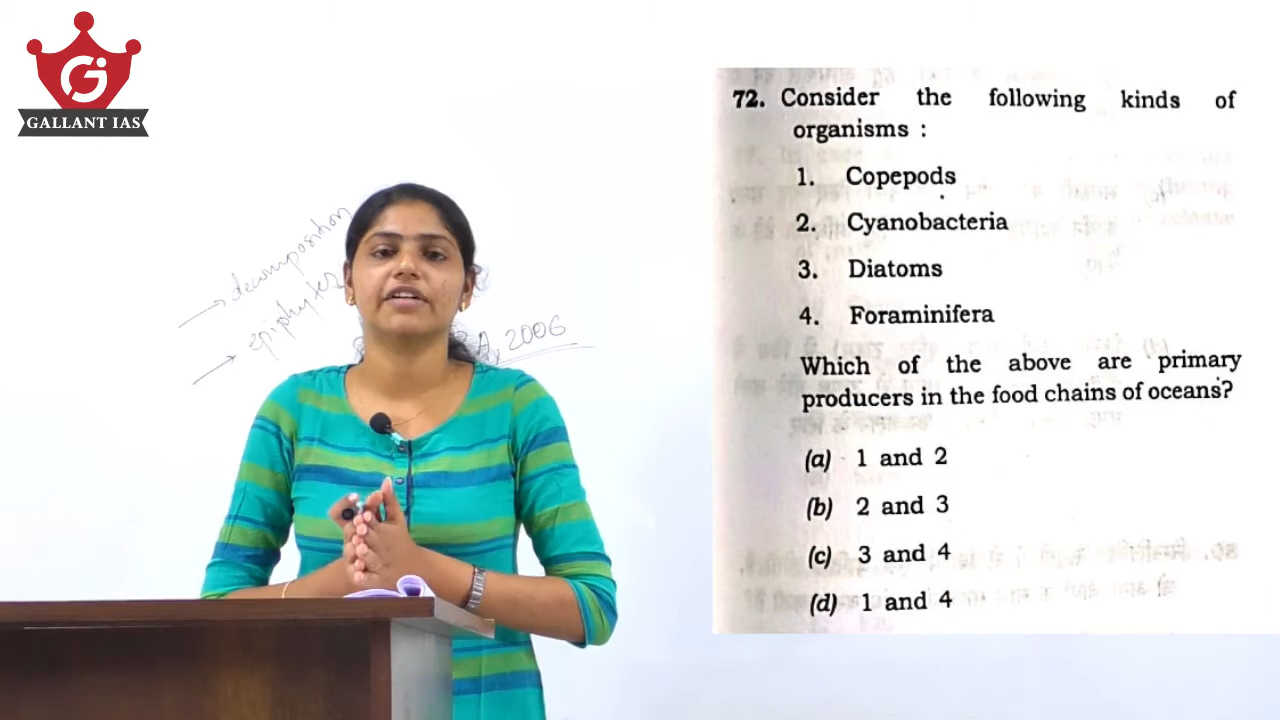 GALLANT IAS
decomposition
epiphytes
A, 2006
72. Consider the following kinds of
organisms :
1. Copepods
2. Cyanobacteria
3. Diatoms
4. Foraminifera
Which of the above are primary
producers in the food chains of oceans?
(a) 1 and 2
(b) 2 and 3
(c) 3 and 4
(d) 1 and 4